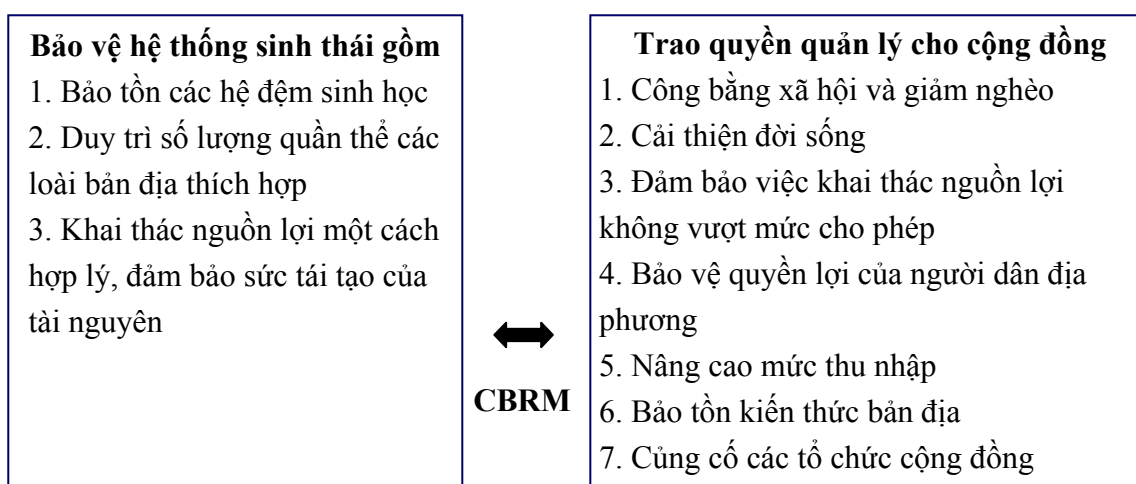 Bảo vệ hệ thống sinh thái gồm
1. Bảo tồn các hệ đệm sinh học
2. Duy trì số lượng quần thể các
loài bản địa thích hợp
3. Khai thác nguồn lợi một cách
hợp lý, đảm bảo sức tái tạo của
tài nguyên
CBRM
Trao quyền quản lý cho cộng đồng
1. Công bằng xã hội và giảm nghèo
2. Cải thiện đời sống
3. Đảm bảo việc khai thác nguồn lợi
không vượt mức cho phép
4. Bảo vệ quyền lợi của người dân địa
phương
5. Nâng cao mức thu nhập
6. Bảo tồn kiến thức bản địa
7. Củng cố các tổ chức cộng đồng